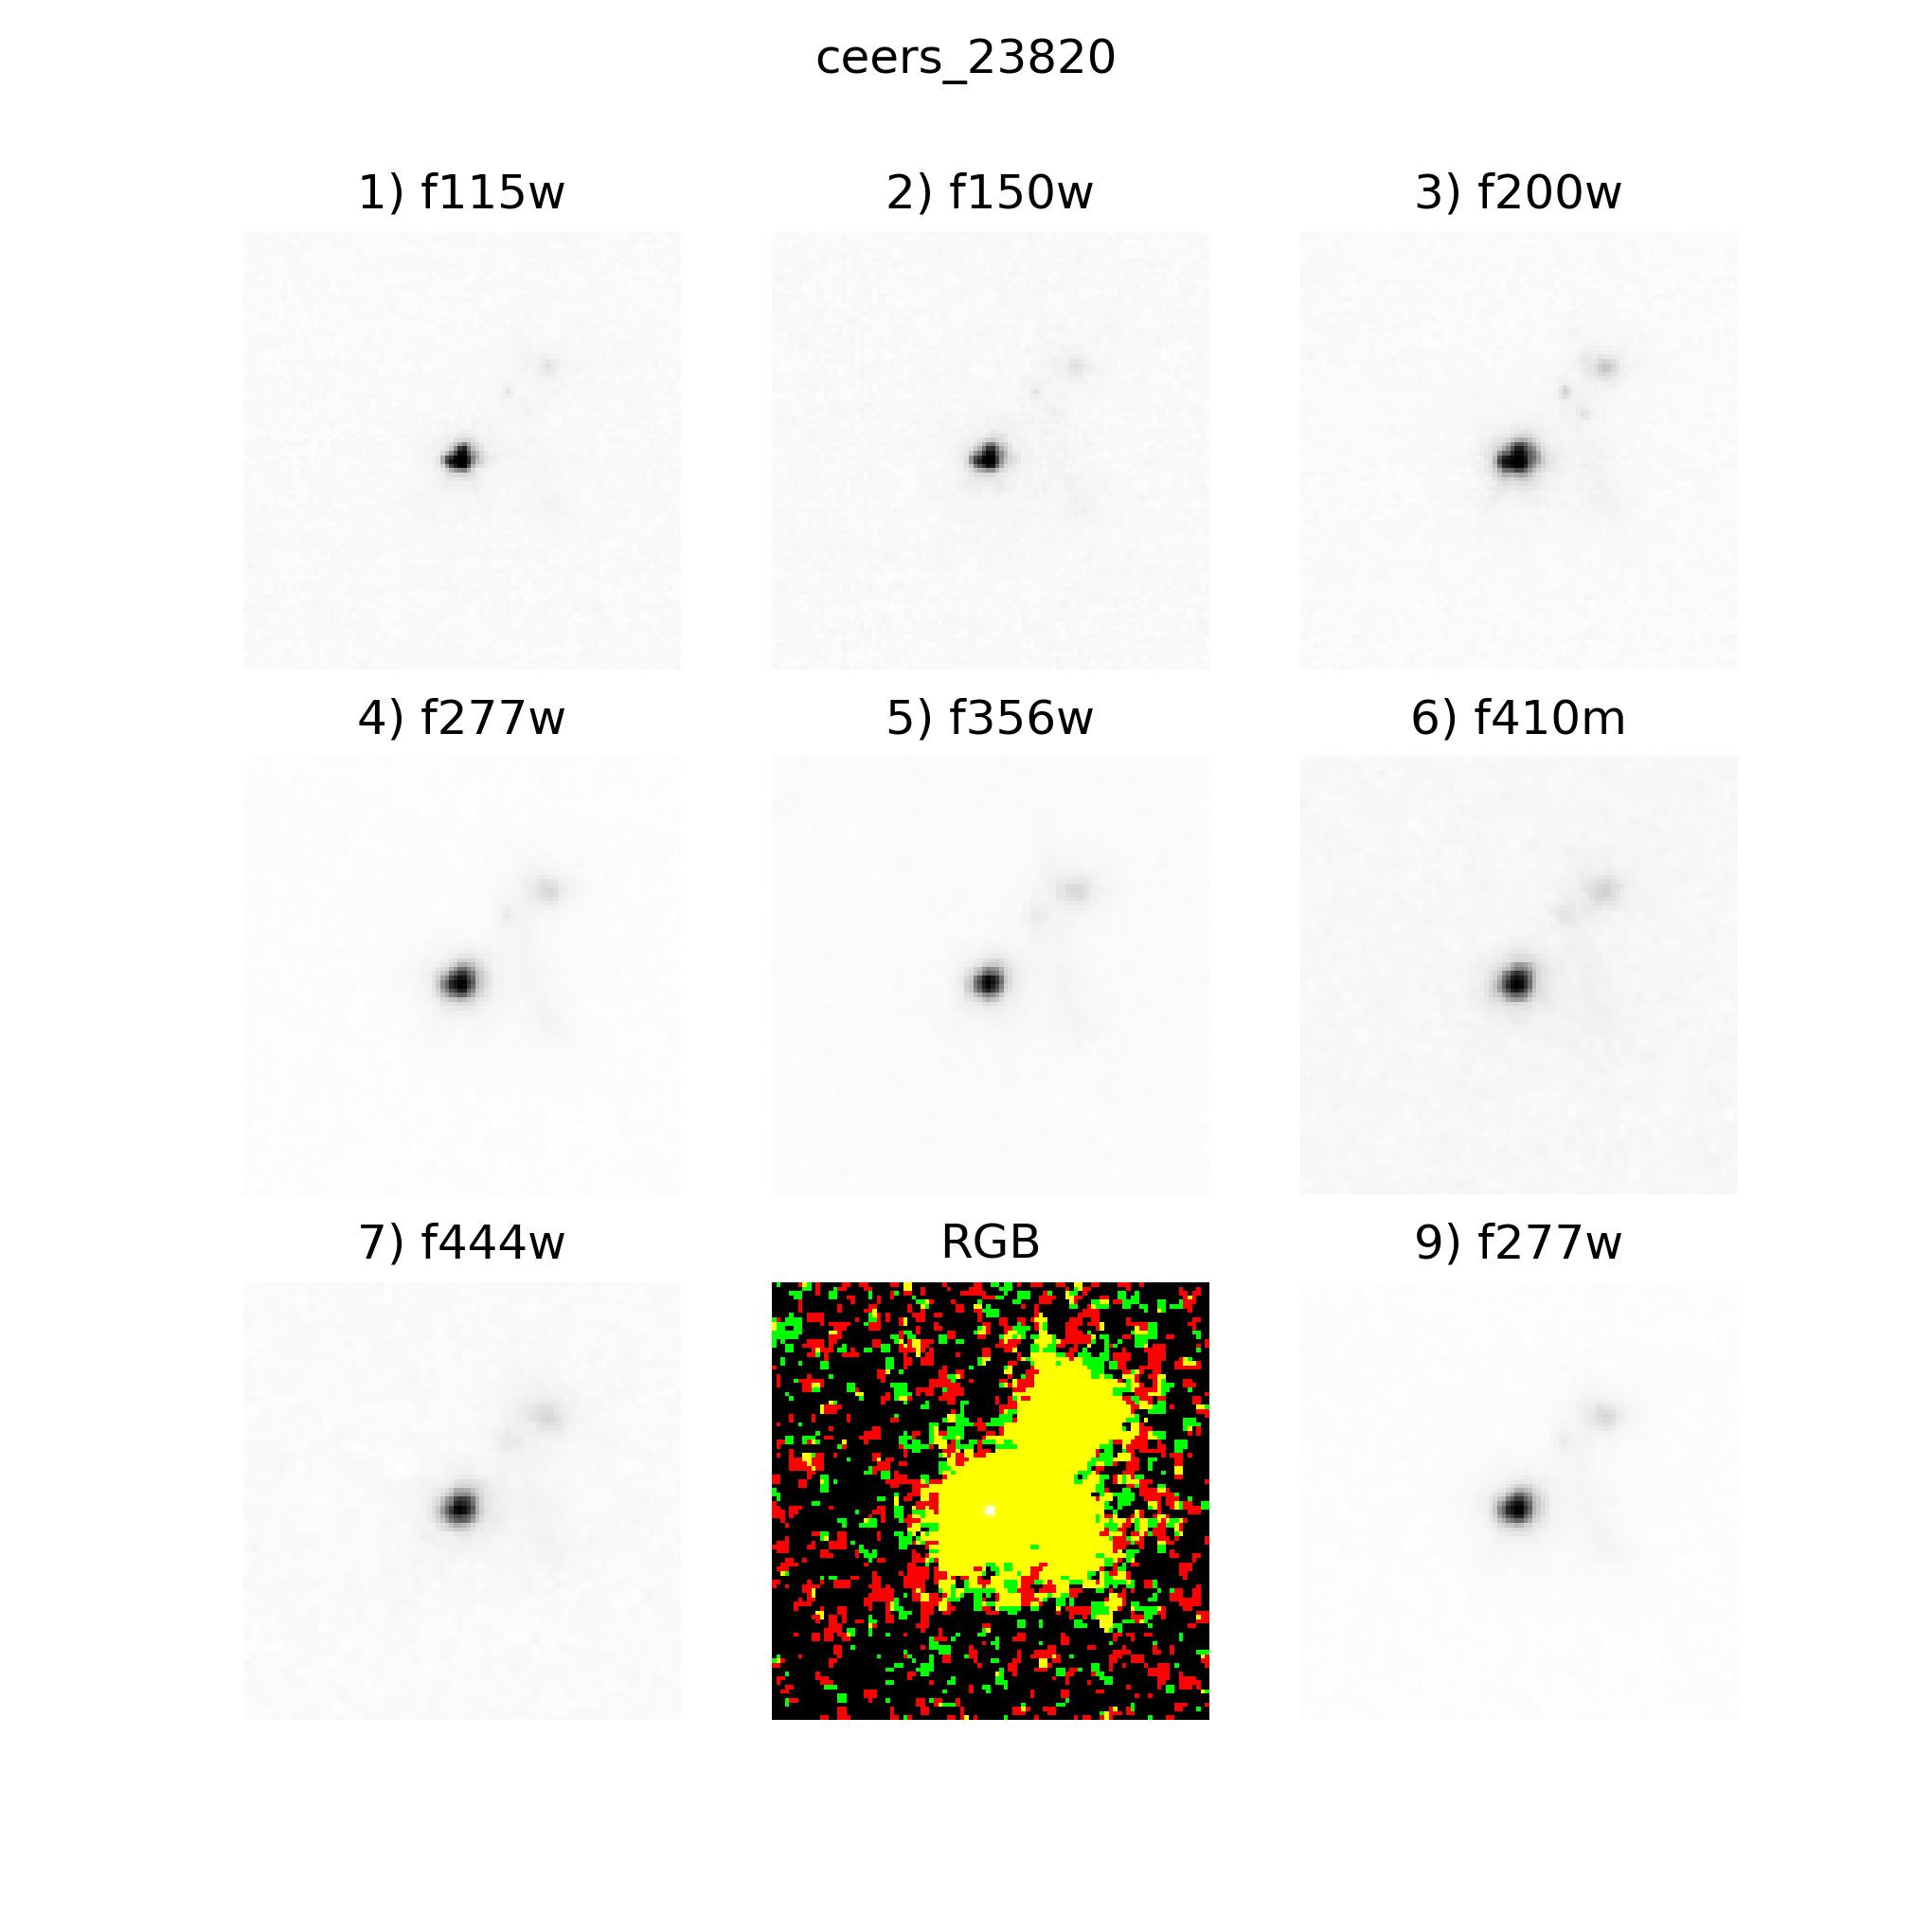 ceers_23820
1) f115w
2) f150w
3) f200w
4) f277w
5) f356w
6) f410m
7) f444w
RGB
9) f277w